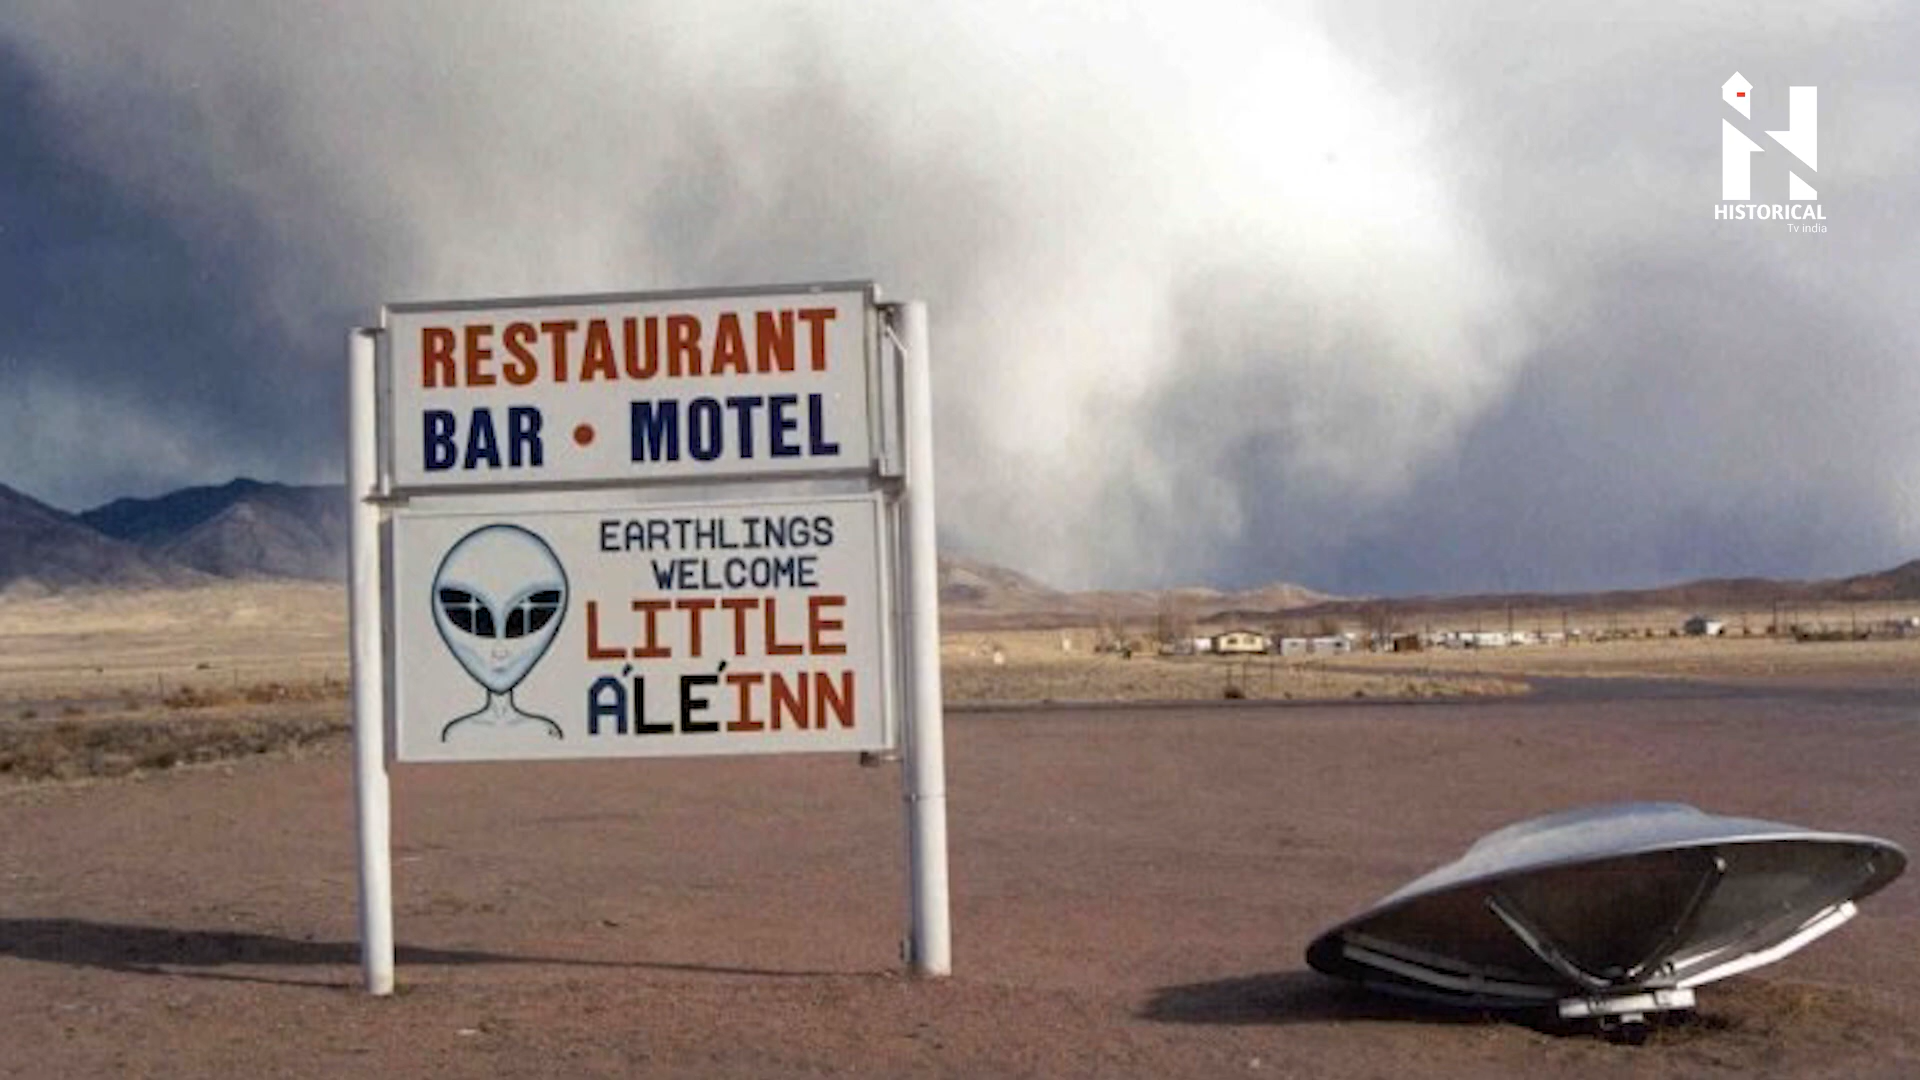 RESTAURANT
BAR • MOTEL
EARTHLINGS
WELCOME
LITTLE
A'LE'INN
HISTORICAL
Tv india